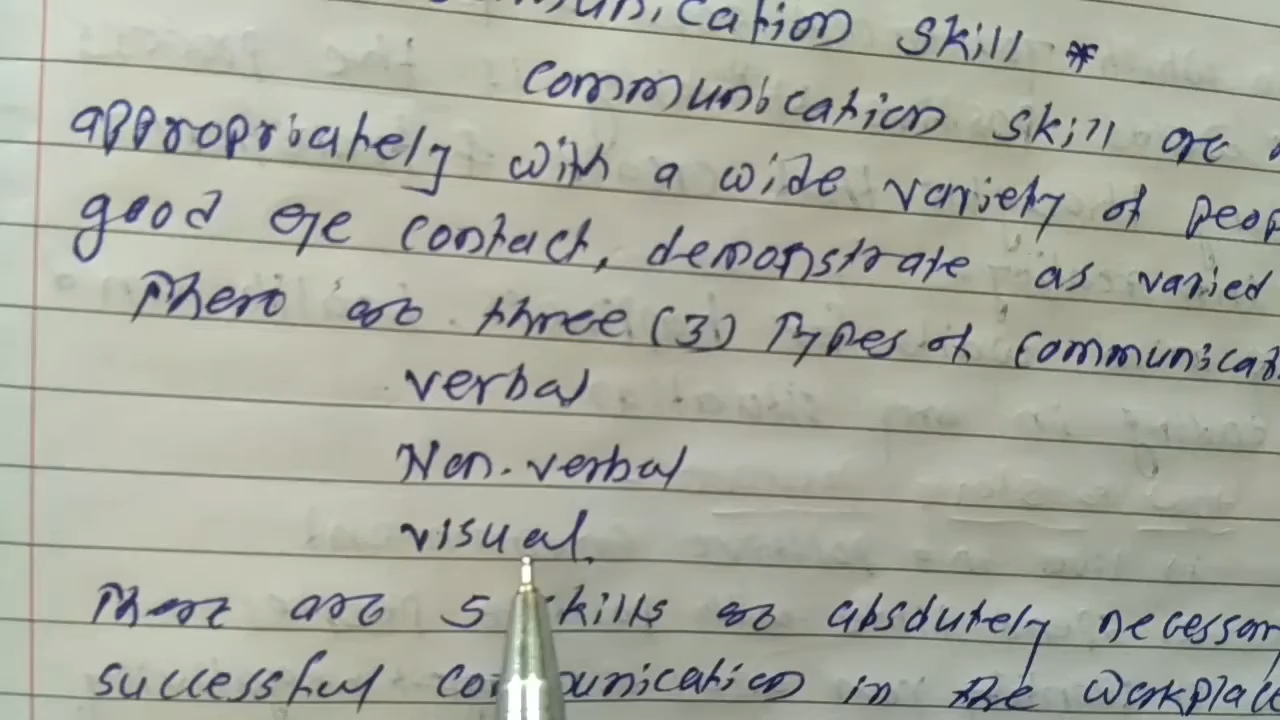 munication skill *
communication skill are
appropriately with a wide variety of peop
good eye contact, demonstrate as varied
There are three (3) Types of communicat
verbal
Non-verbal
visual.
There are 5 skills are absolutely necessary
successful communication in the workplace